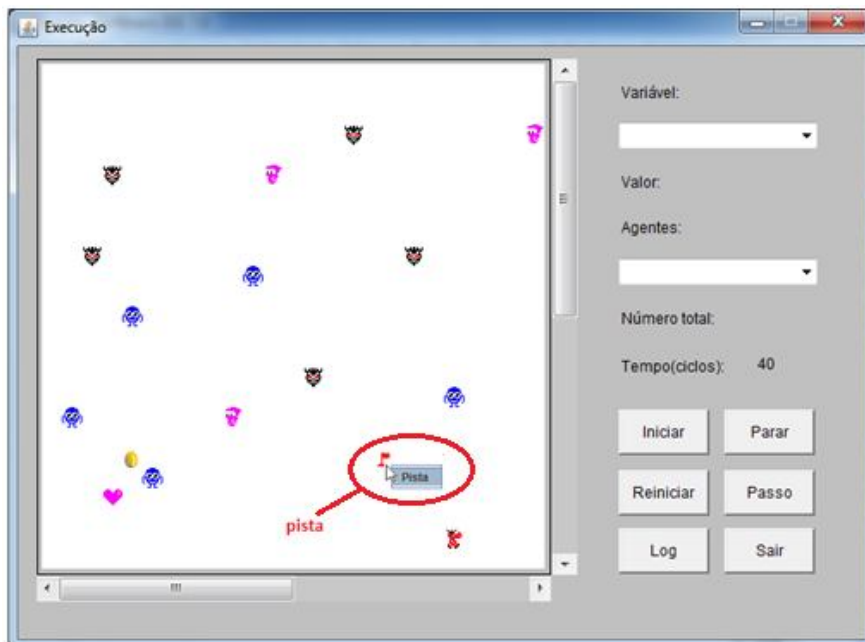 Execução
Variável:
Valor:
Agentes:
Número total:
Tempo(ciclos): 40
Iniciar Parar
Pista
Reiniciar Passo
pista
Log Sair